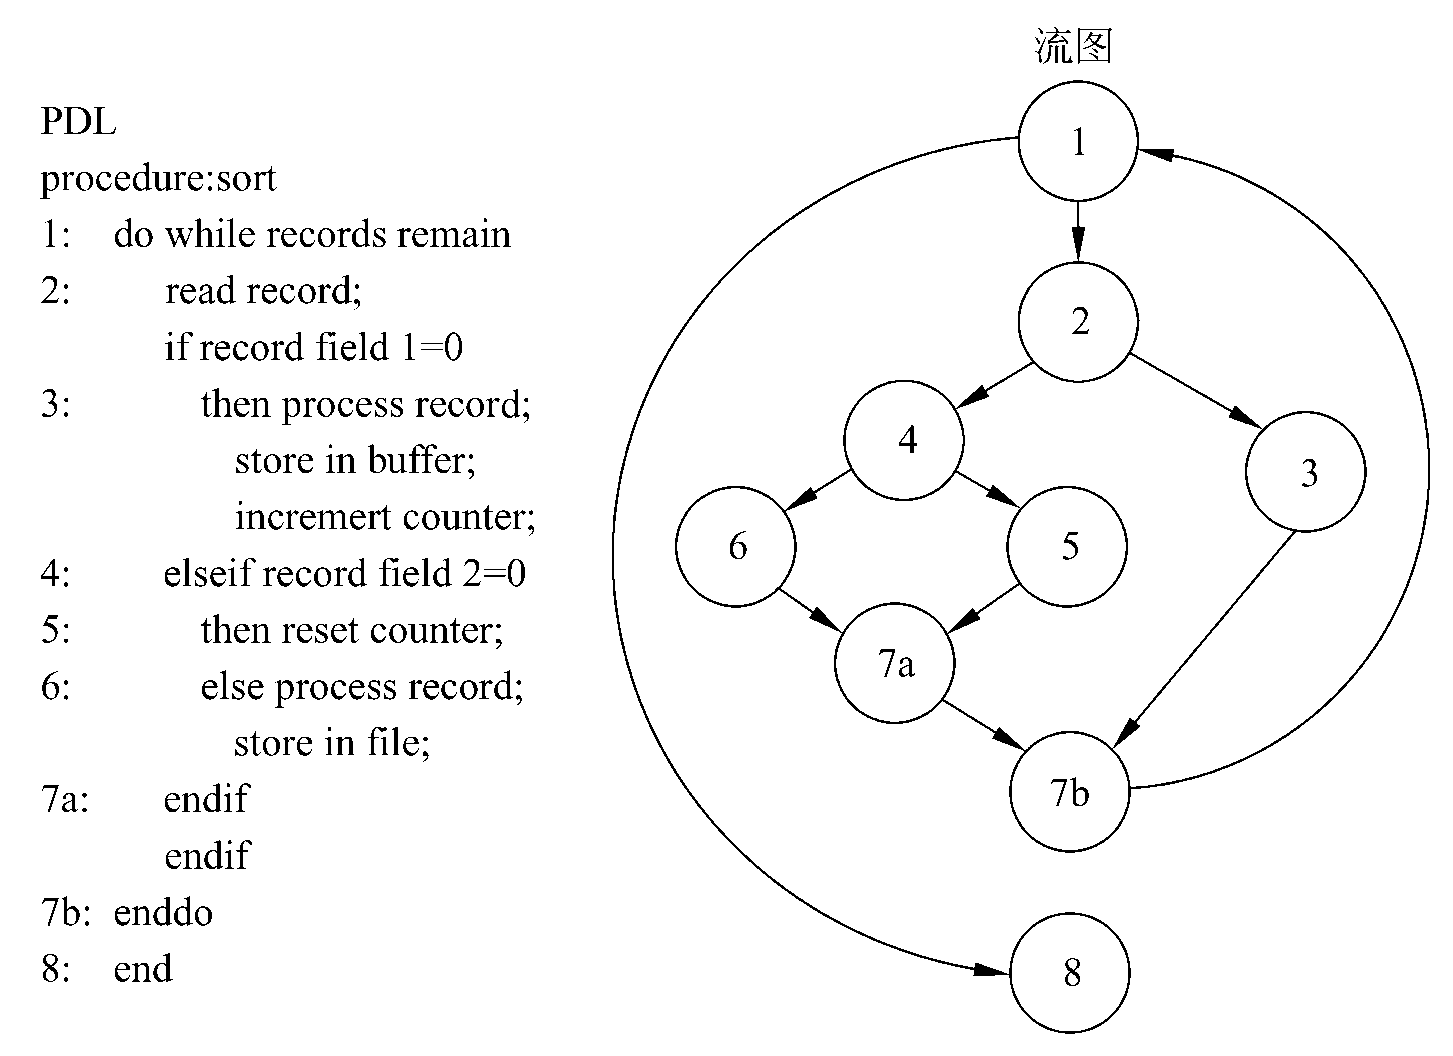 PDL
procedure:sort
1: do while records remain
2: read record;
if record field 1=0
3: then process record;
store in buffer;
incremert counter;
4: elseif record field 2=0
5: then reset counter;
6: else process record;
store in file;
7a: endif
endif
7b: enddo
8: end
流图
1
2
4
3
6
5
7a
7b
8